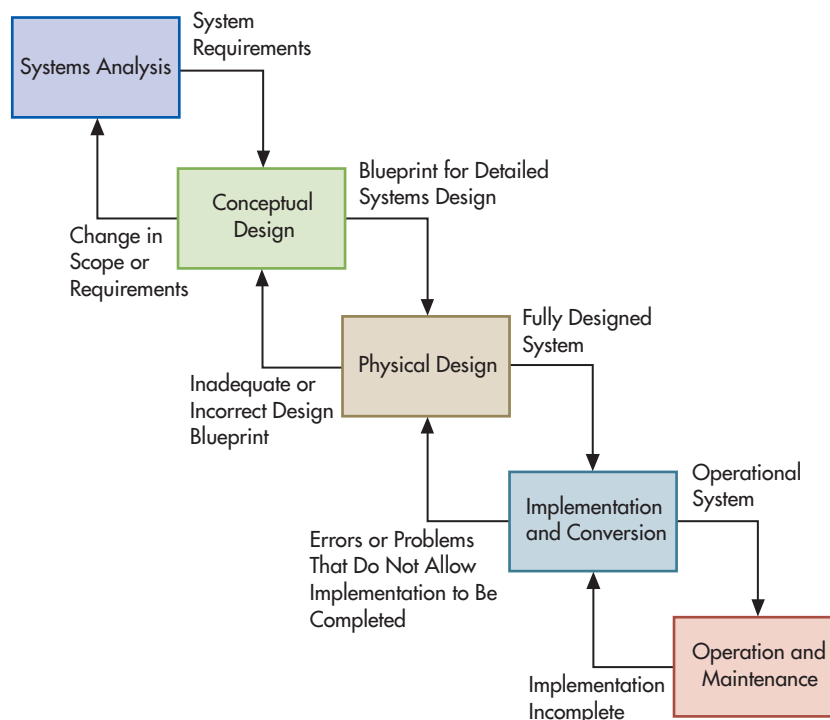 System
Requirements
Systems Analysis
Blueprint for Detailed
Systems Design
Conceptual
Design
Change in
Scope or
Requirements
Fully Designed
System
Physical Design
Inadequate or
Incorrect Design
Blueprint
Operational
System
Implementation
and Conversion
Errors or Problems
That Do Not Allow
Implementation to Be
Completed
Operation and
Maintenance
Implementation
Incomplete